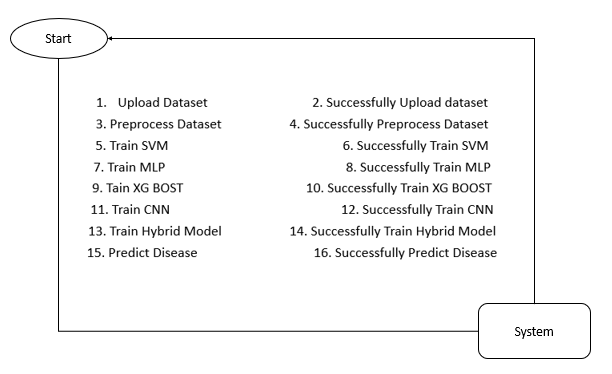 Start
1. Upload Dataset
2. Successfully Upload dataset
3. Preprocess Dataset
4. Successfully Preprocess Dataset
5. Train SVM
6. Successfully Train SVM
7. Train MLP
8. Successfully Train MLP
9. Tain XG BOST
10. Successfully Train XG BOOST
11. Train CNN
12. Successfully Train CNN
13. Train Hybrid Model
14. Successfully Train Hybrid Model
15. Predict Disease
16. Successfully Predict Disease
System